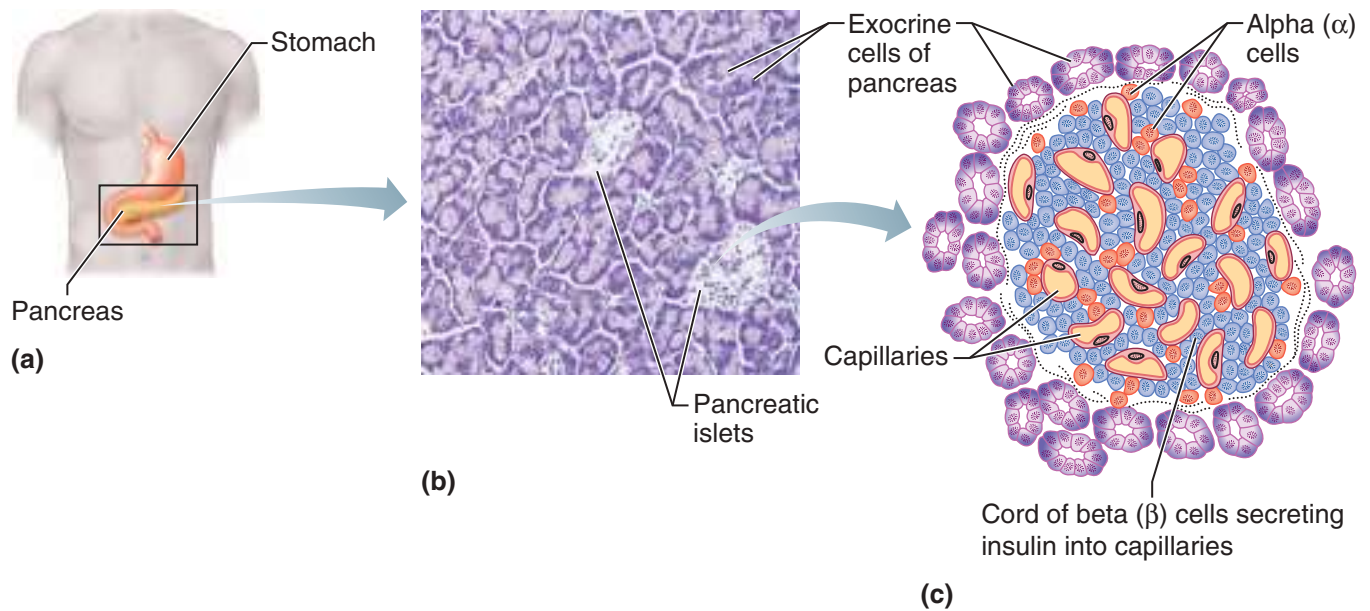 Stomach
Pancreas
(a)
Pancreatic
islets
(b)
Exocrine
cells of
pancreas
Alpha (α)
cells
Capillaries
Cord of beta (β) cells secreting
insulin into capillaries
(c)